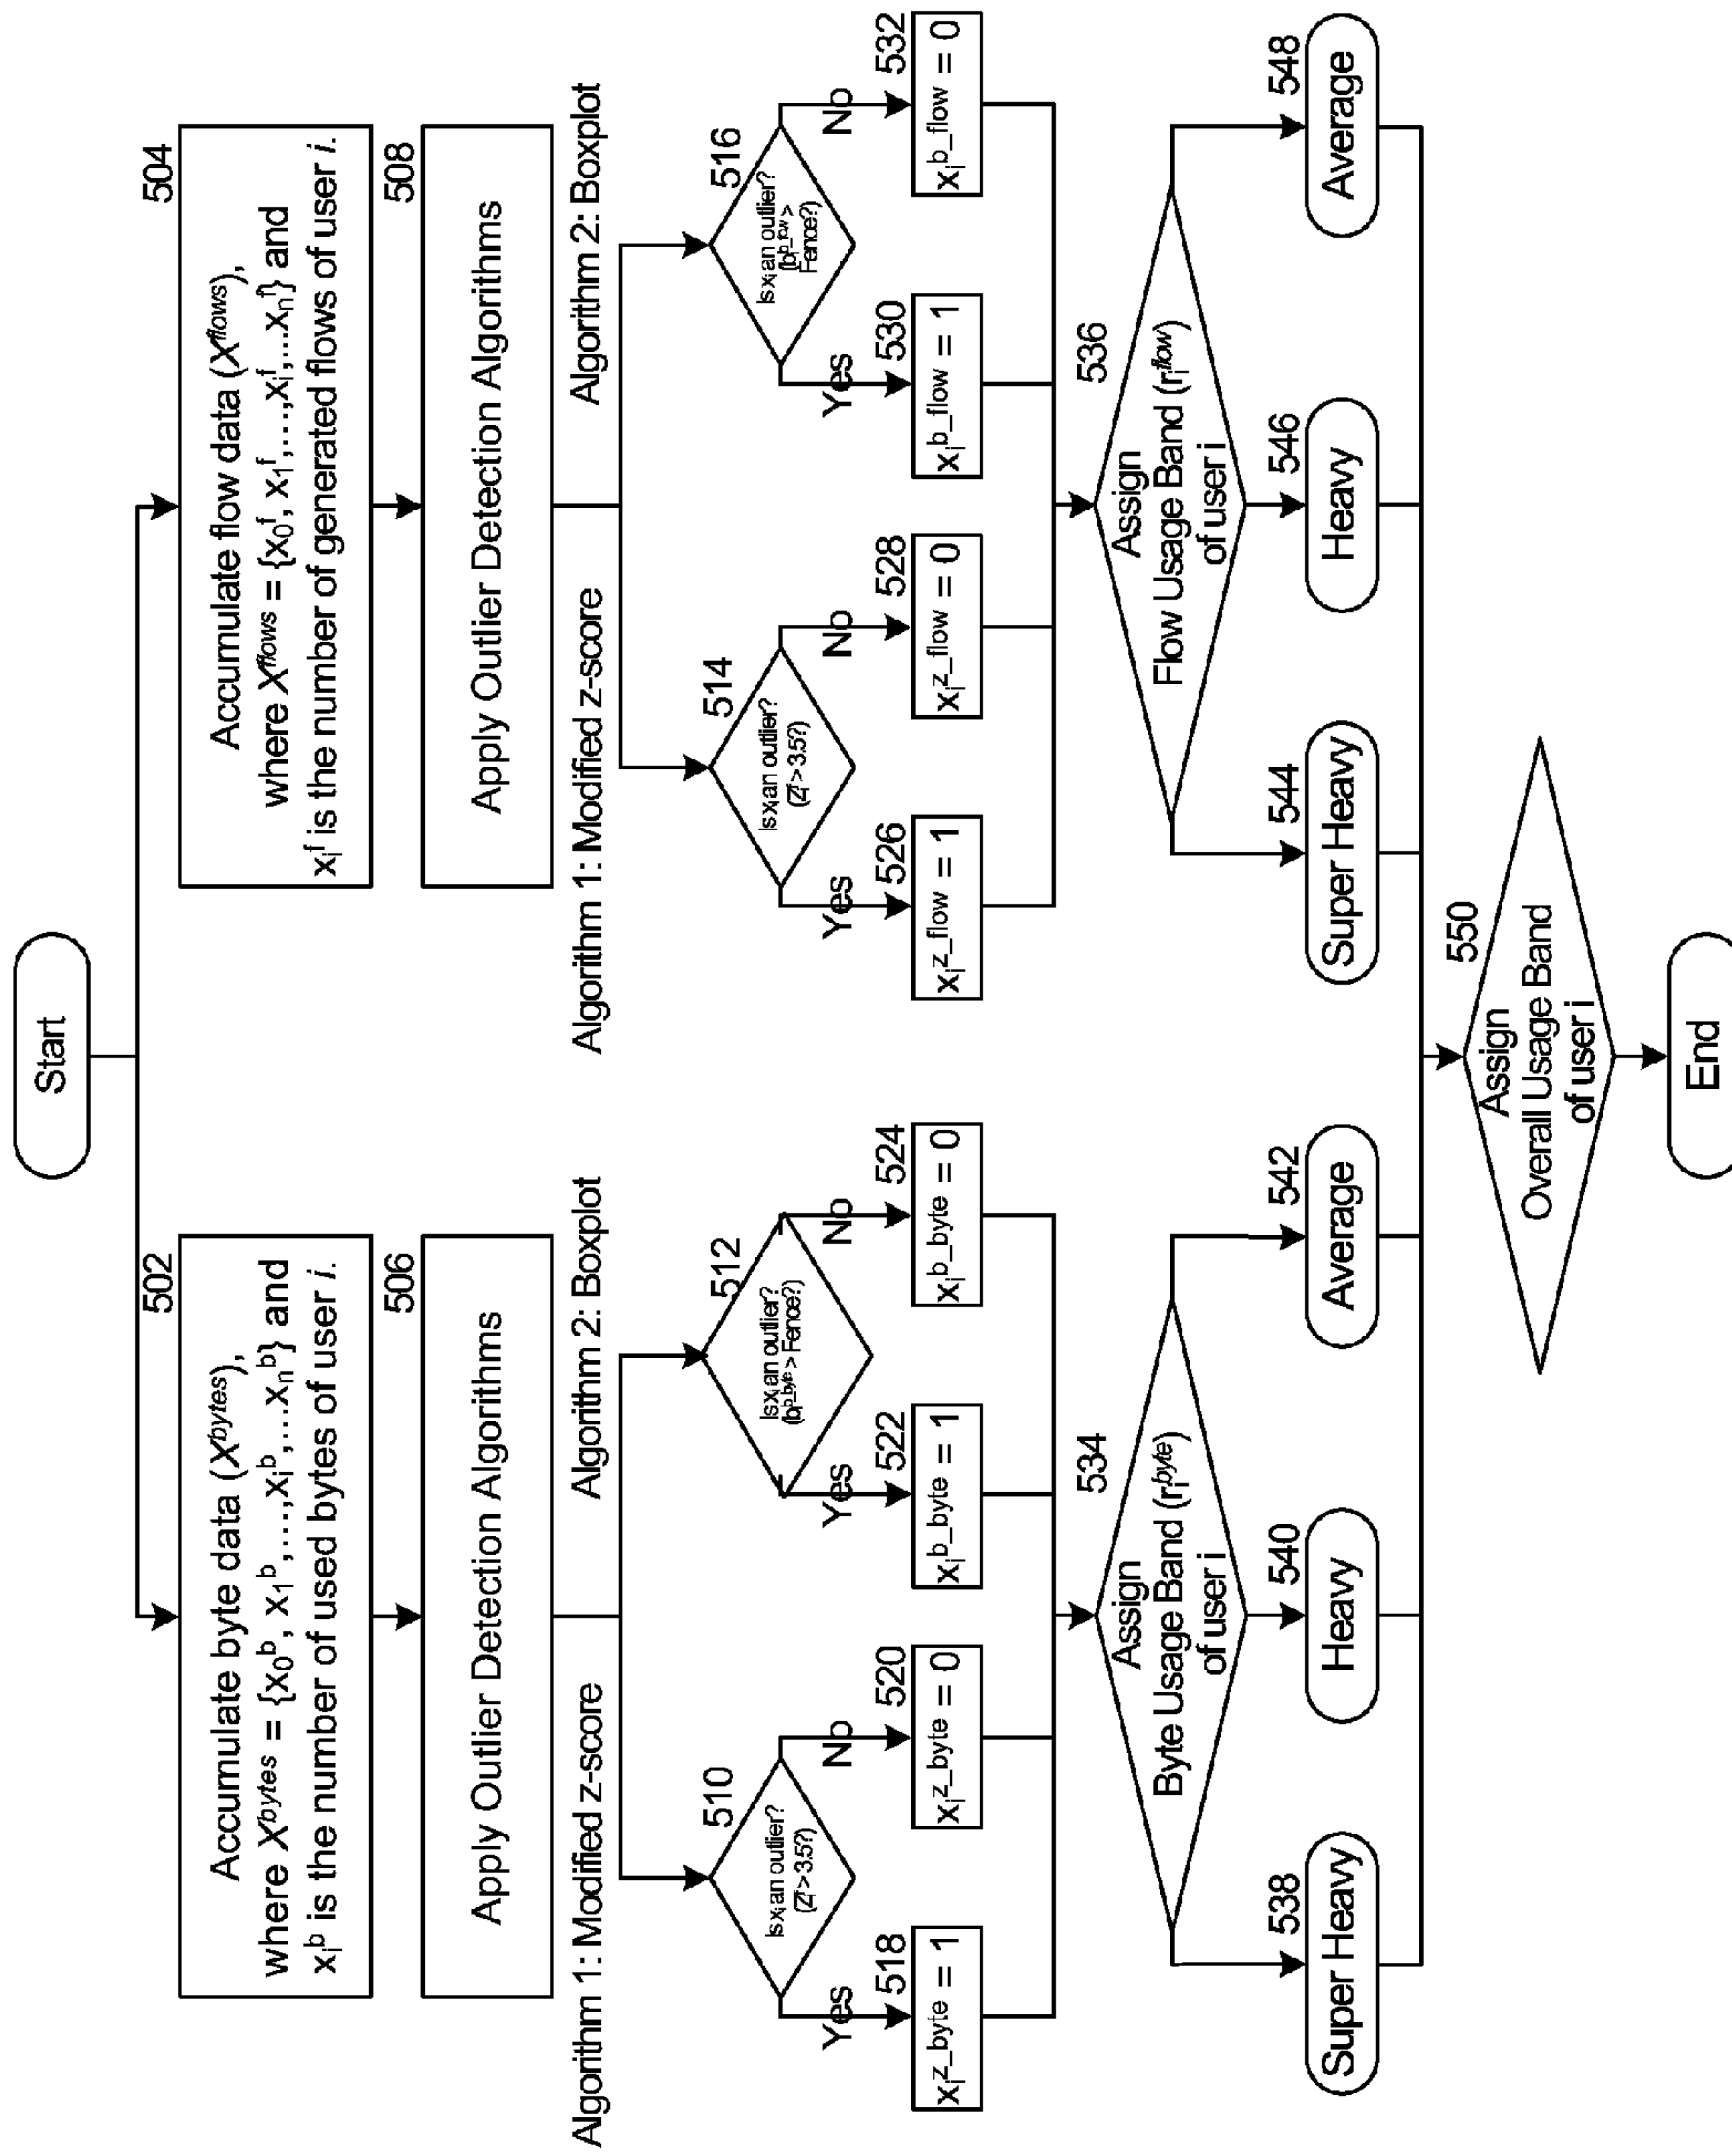 Start
502
Accumulate byte data (X^bytes),
where X^bytes = {x₀^b, x₁^b,...,xᵢ^b,...xₙ^b} and
xᵢ^b is the number of used bytes of user i.
504
Accumulate flow data (X^flows),
where X^flows = {x₀^f, x₁^f,...,xᵢ^f,...xₙ^f} and
xᵢ^f is the number of generated flows of user i.
506
Apply Outlier Detection Algorithms
508
Apply Outlier Detection Algorithms
Algorithm 1: Modified z-score
Algorithm 2: Boxplot
Algorithm 1: Modified z-score
Algorithm 2: Boxplot
510
Is xᵢ an outlier?
(Zᵢ^f > 3.5?)
512
Is xᵢ an outlier?
(bᵢ^b_byte > Fence?)
514
Is xᵢ an outlier?
(Zᵢ^f > 3.5?)
516
Is xᵢ an outlier?
(bᵢ^b_flow >
Fence?)
Yes
No
Yes
No
Yes
No
Yes
No
518
xᵢ^z_byte = 1
520
xᵢ^z_byte = 0
522
xᵢ^b_byte = 1
524
xᵢ^b_byte = 0
526
xᵢ^z_flow = 1
528
xᵢ^z_flow = 0
530
xᵢ^b_flow = 1
532
xᵢ^b_flow = 0
534
Assign
Byte Usage Band (rᵢ^byte)
of user i
536
Assign
Flow Usage Band (rᵢ^flow)
of user i
538
Super Heavy
540
Heavy
542
Average
544
Super Heavy
546
Heavy
548
Average
550
Assign
Overall Usage Band
of user i
End